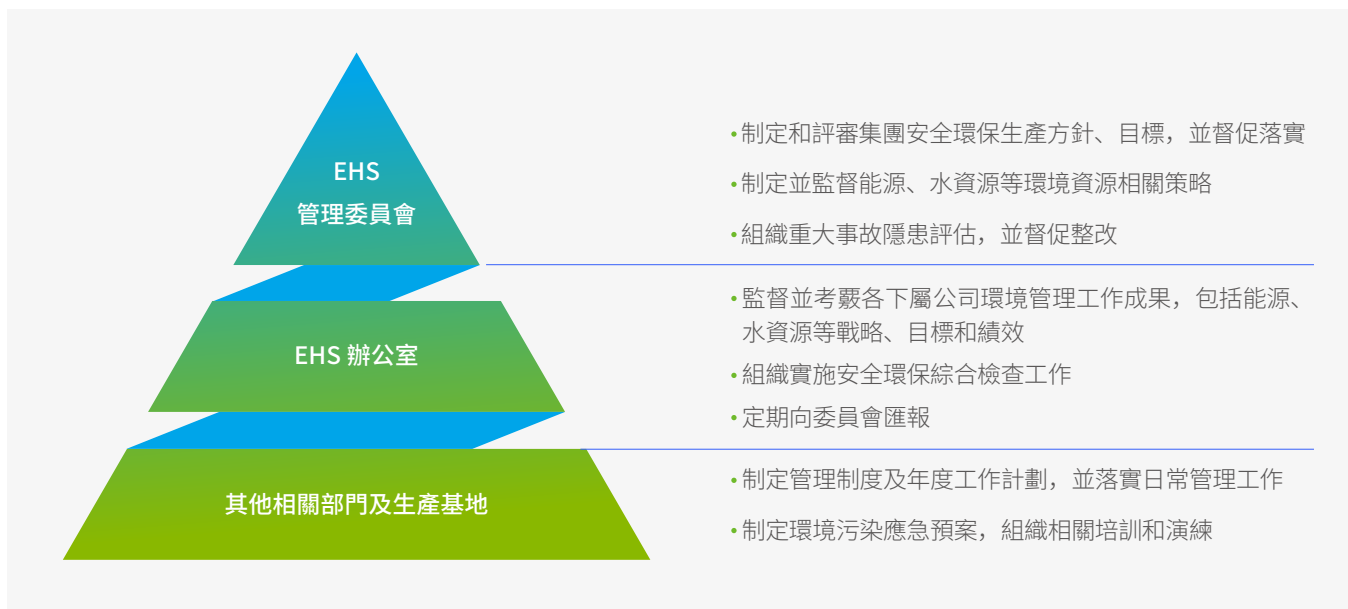 EHS
管理委員會
•制定和評審集團安全環保生產方針、目標，並督促落實
•制定並監督能源、水資源等環境資源相關策略
•組織重大事故隱患評估，並督促整改
EHS 辦公室
•監督並考覈各下屬公司環境管理工作成果，包括能源、
水資源等戰略、目標和績效
•組織實施安全環保綜合檢查工作
•定期向委員會匯報
其他相關部門及生產基地
•制定管理制度及年度工作計劃，並落實日常管理工作
•制定環境污染應急預案，組織相關培訓和演練